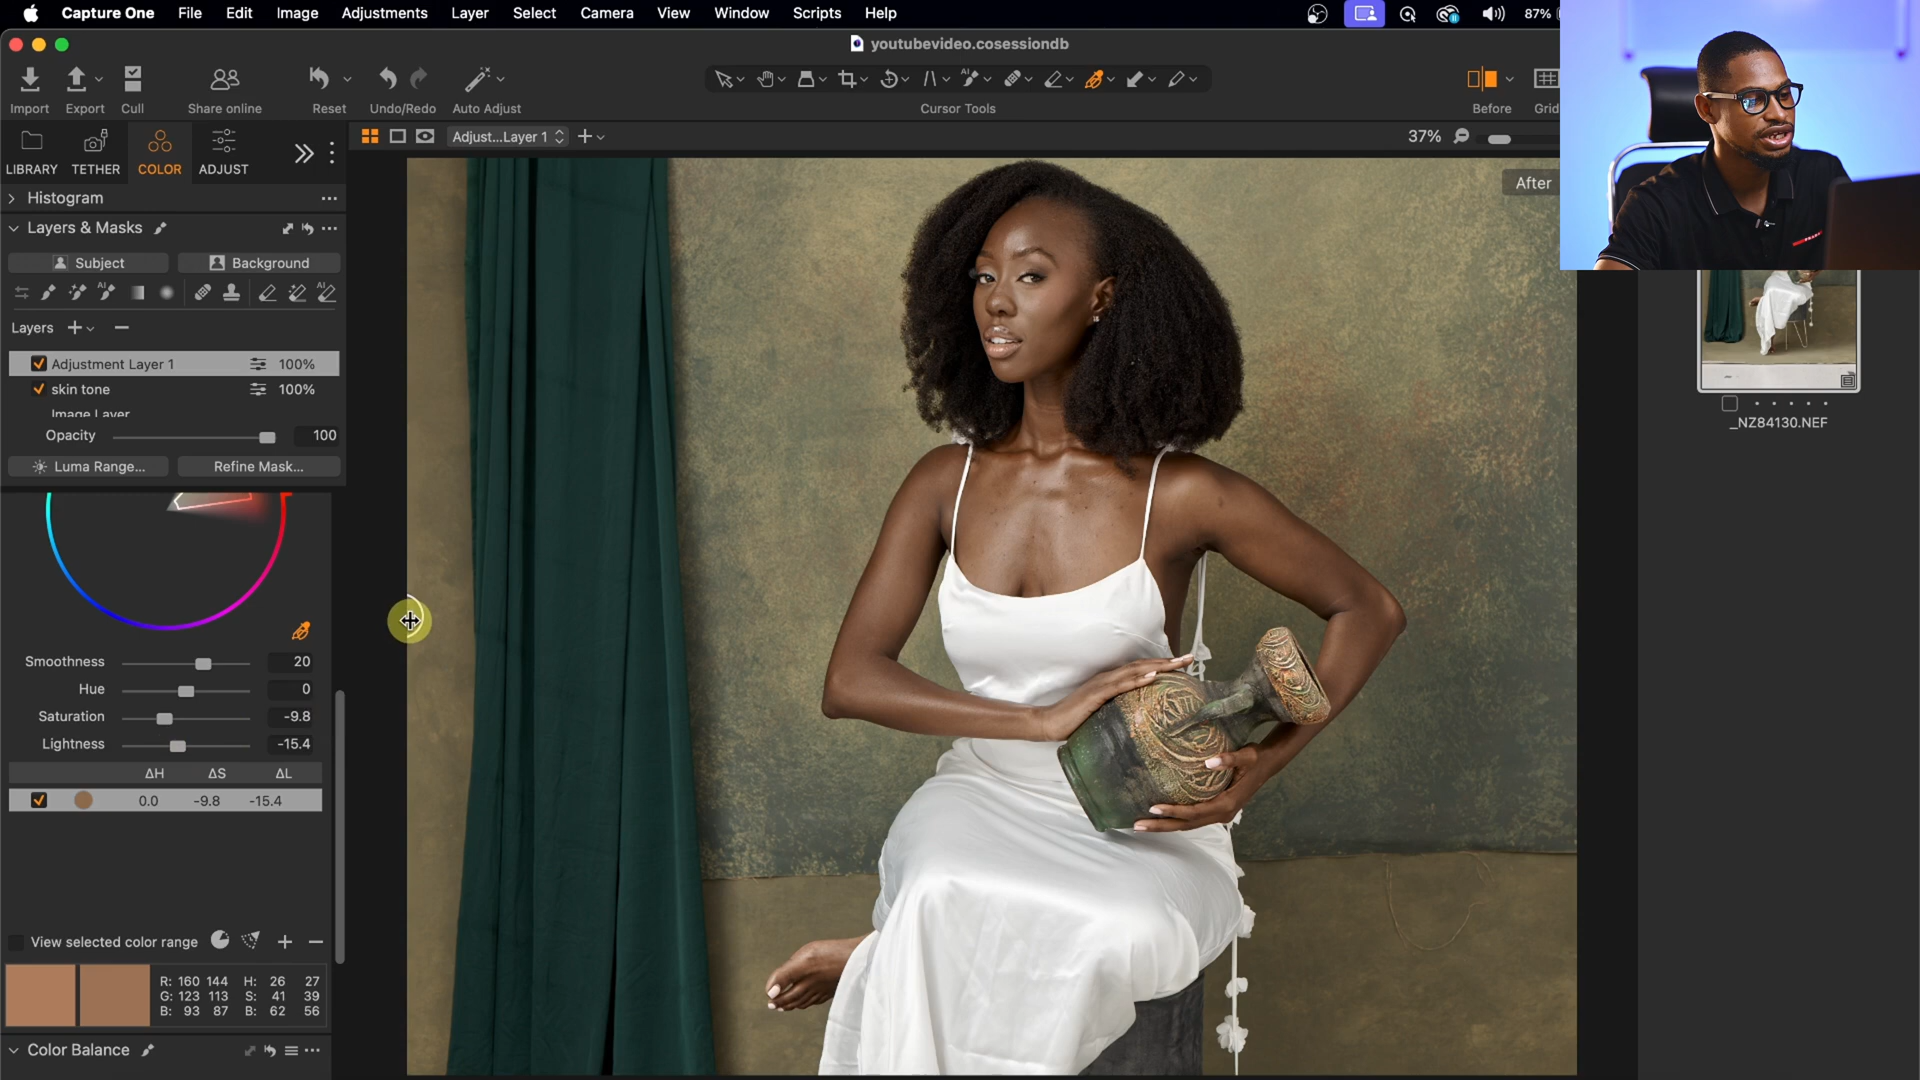 Capture One File Edit Image Adjustments Layer Select Camera View Window Scripts Help 87%
youtubevideo.cosessiondb
Import Export Cull Share online Reset Undo/Redo Auto Adjust Cursor Tools Before Grid
LIBRARY TETHER COLOR ADJUST
Adjust...Layer 1
37%
After
Histogram
Layers & Masks
Subject Background
Layers
Adjustment Layer 1 100%
skin tone 100%
Image Layer
Opacity 100
Luma Range... Refine Mask...
Smoothness 20
Hue 0
Saturation -9.8
Lightness -15.4
ΔH ΔS ΔL
0.0 -9.8 -15.4
View selected color range
R: 160 144 H: 26 27
G: 123 113 S: 41 39
B: 93 87 B: 62 56
Color Balance
_NZ84130.NEF